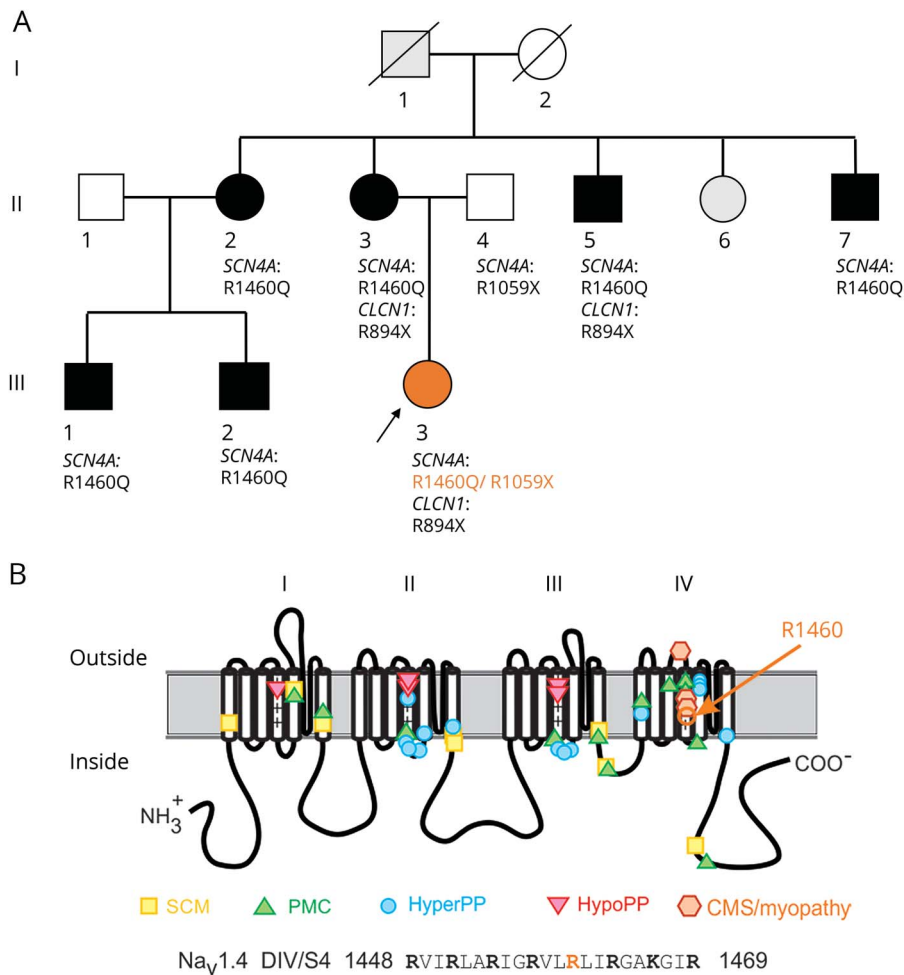 A
I
1
2
II
1
2
SCN4A:
R1460Q
3
SCN4A:
R1460Q
CLCN1:
R894X
4
SCN4A:
R1059X
5
SCN4A:
R1460Q
CLCN1:
R894X
6
7
SCN4A:
R1460Q
III
1
SCN4A:
R1460Q
2
SCN4A:
R1460Q
3
SCN4A:
R1460Q/ R1059X
CLCN1:
R894X
B
I II III IV
R1460
Outside
Inside
NH3+
COO−
SCM PMC HyperPP HypoPP CMS/myopathy
Nav1.4 DIV/S4 1448 RVIRLARIGRVLRLIRGAKGIR 1469